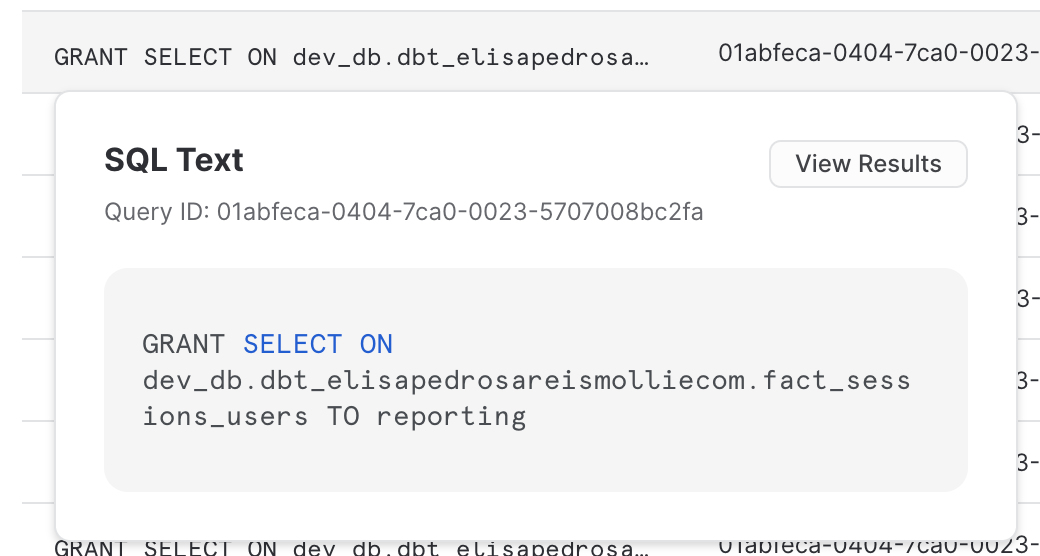 GRANT SELECT ON dev_db.dbt_elisapedrosa… 01abfeca-0404-7ca0-0023-
SQL Text
View Results
Query ID: 01abfeca-0404-7ca0-0023-5707008bc2fa
GRANT SELECT ON
dev_db.dbt_elisapedrosareismolliecom.fact_sess
ions_users TO reporting
3-
3-
3-
3-
3-
GRANT SELECT ON dev_db.dbt_elisapedrosa… 01abfeca-0404-7ca0-0023-